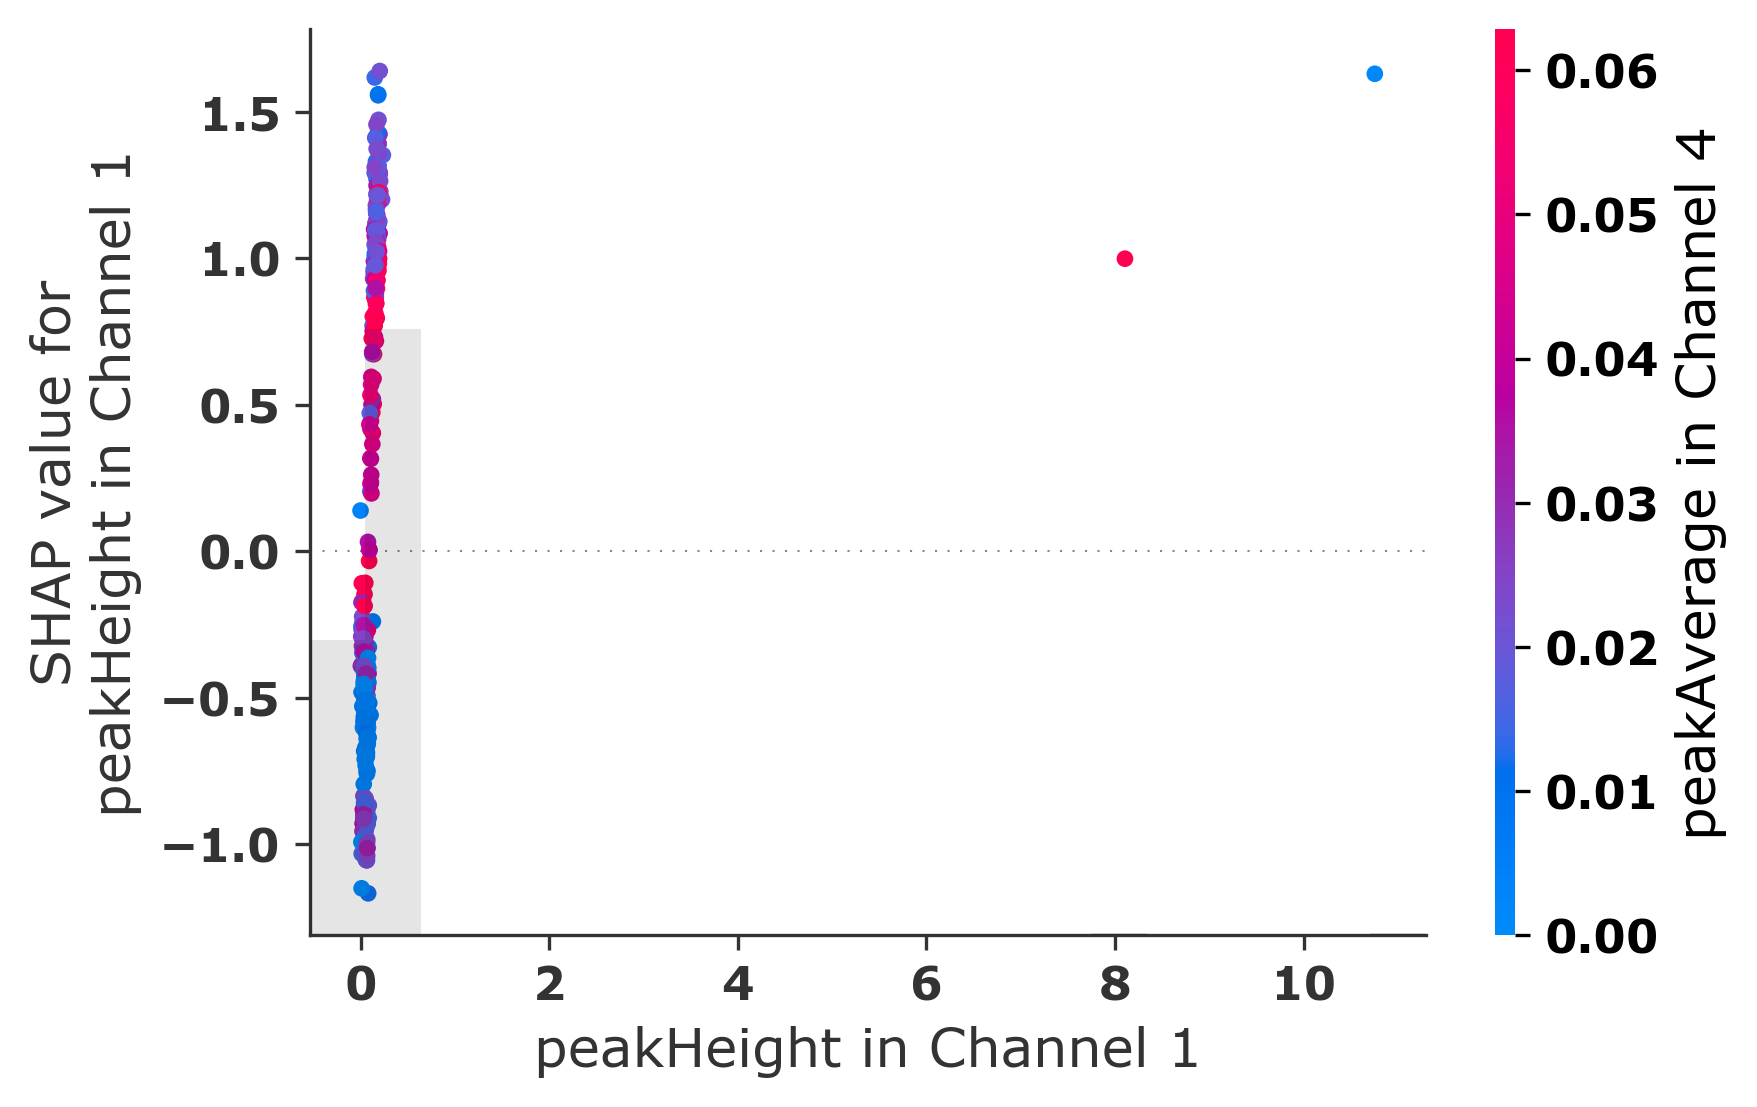 SHAP value for
peakHeight in Channel 1
1.5
1.0
0.5
0.0
−0.5
−1.0
0 2 4 6 8 10
peakHeight in Channel 1
0.06
0.05
0.04
0.03
0.02
0.01
0.00
peakAverage in Channel 4